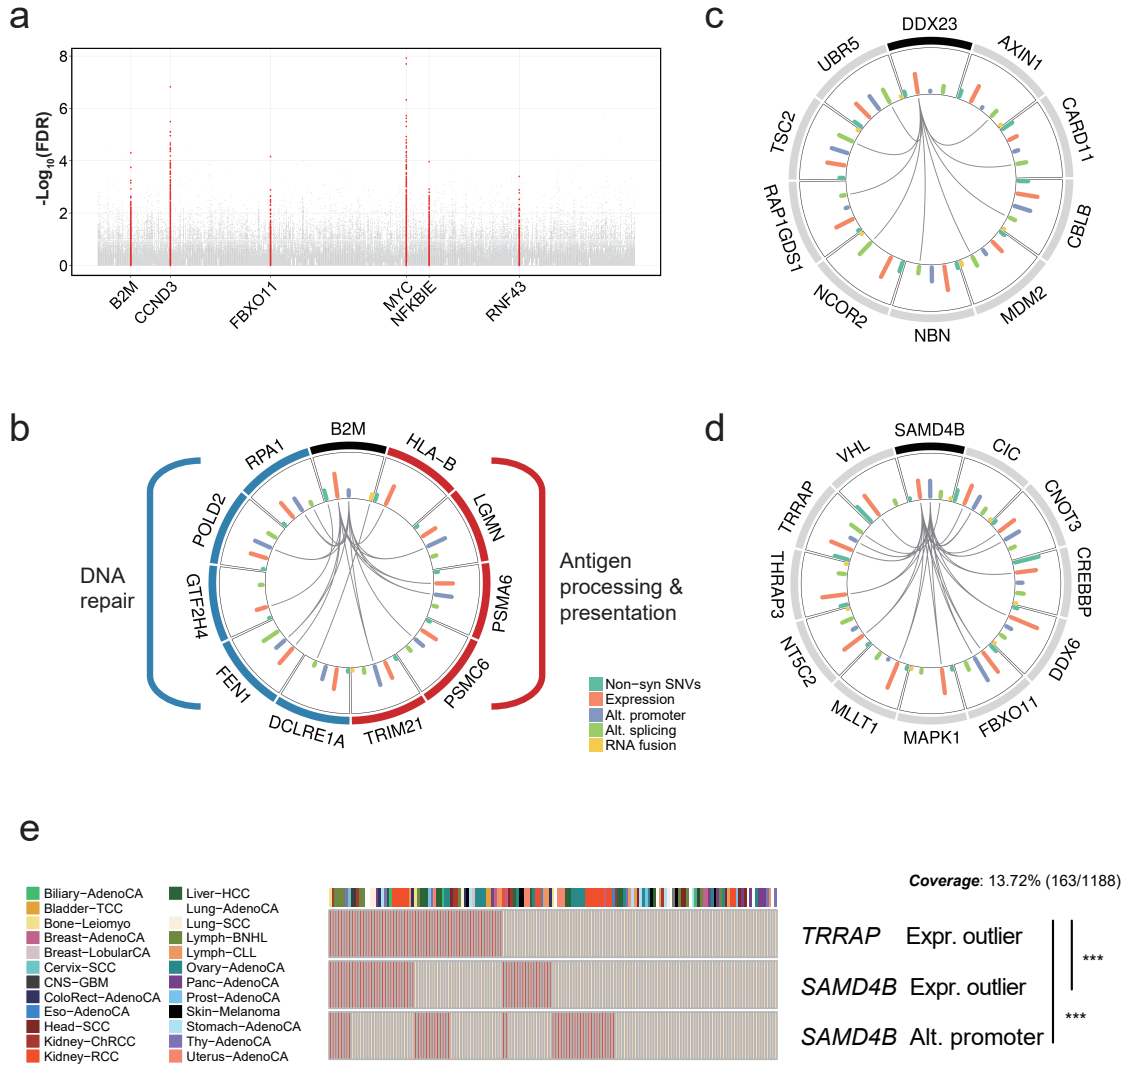 a
-Log10(FDR)
8
6
4
2
0
B2M
CCND3
FBXO11
MYC
NFKBIE
RNF43
c
DDX23
AXIN1
CARD11
CBLB
MDM2
NBN
NCOR2
RAP1GDS1
TSC2
UBR5
b
B2M
HLA−B
LGMN
PSMA6
PSMC6
TRIM21
DCLRE1A
FEN1
GTF2H4
POLD2
RPA1
DNA
repair
Antigen
processing &
presentation
Non−syn SNVs
Expression
Alt. promoter
Alt. splicing
RNA fusion
d
SAMD4B
CIC
CNOT3
CREBBP
DDX6
FBXO11
MAPK1
MLLT1
NT5C2
THRAP3
TRRAP
VHL
e
Biliary−AdenoCA
Bladder−TCC
Bone−Leiomyo
Breast−AdenoCA
Breast−LobularCA
Cervix−SCC
CNS−GBM
ColoRect−AdenoCA
Eso−AdenoCA
Head−SCC
Kidney−ChRCC
Kidney−RCC
Liver−HCC
Lung−AdenoCA
Lung−SCC
Lymph−BNHL
Lymph−CLL
Ovary−AdenoCA
Panc−AdenoCA
Prost−AdenoCA
Skin−Melanoma
Stomach−AdenoCA
Thy−AdenoCA
Uterus−AdenoCA
Coverage: 13.72% (163/1188)
TRRAP Expr. outlier
SAMD4B Expr. outlier
SAMD4B Alt. promoter
***
***